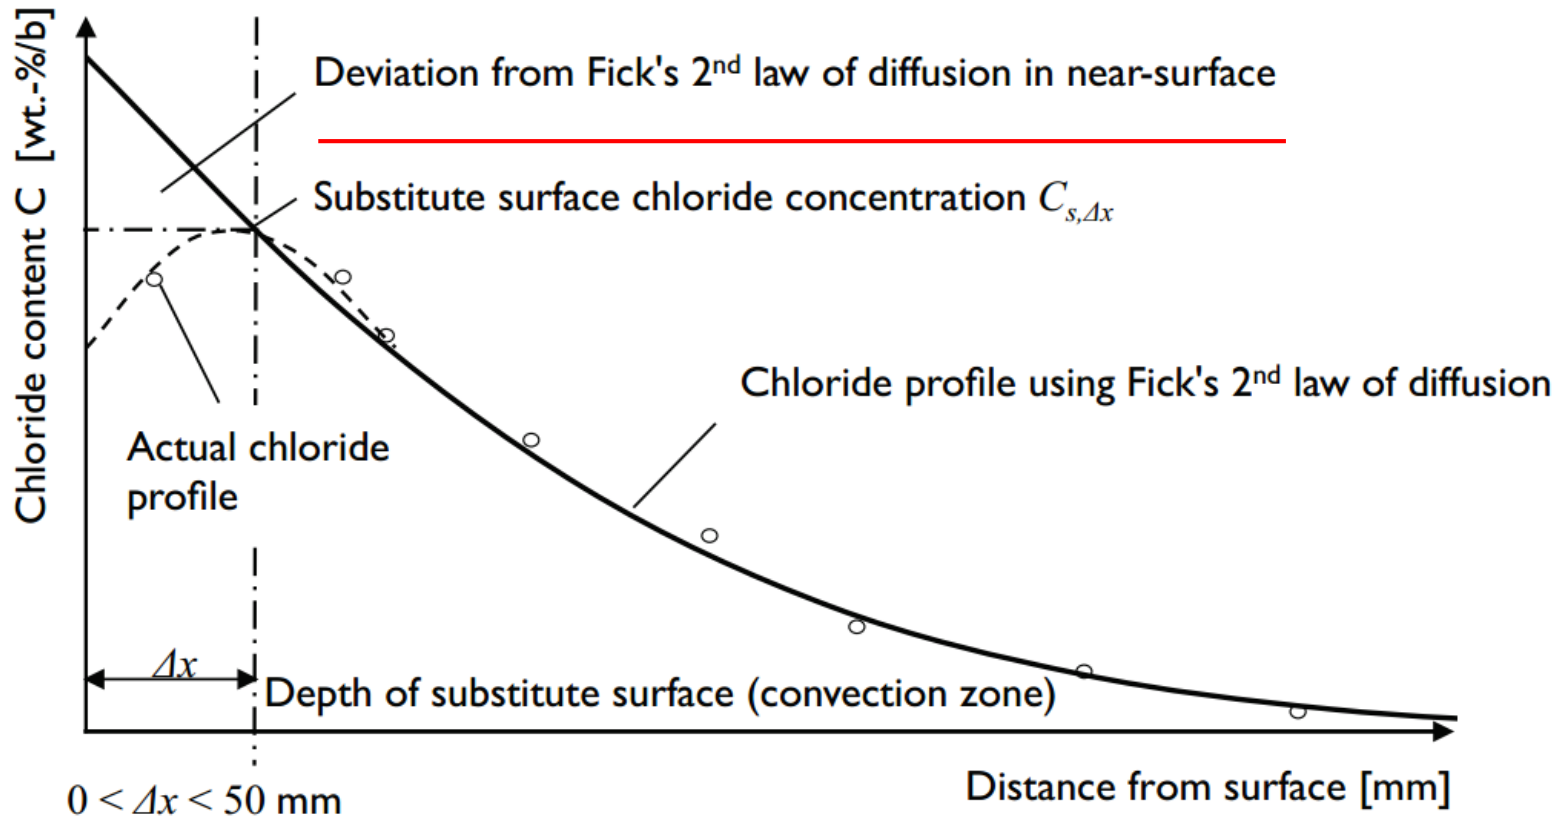 Chloride content C [wt.-%/b]
Deviation from Fick's 2nd law of diffusion in near-surface
Substitute surface chloride concentration Cs,Δx
Chloride profile using Fick's 2nd law of diffusion
Actual chloride
profile
Δx
Depth of substitute surface (convection zone)
0 < Δx < 50 mm
Distance from surface [mm]